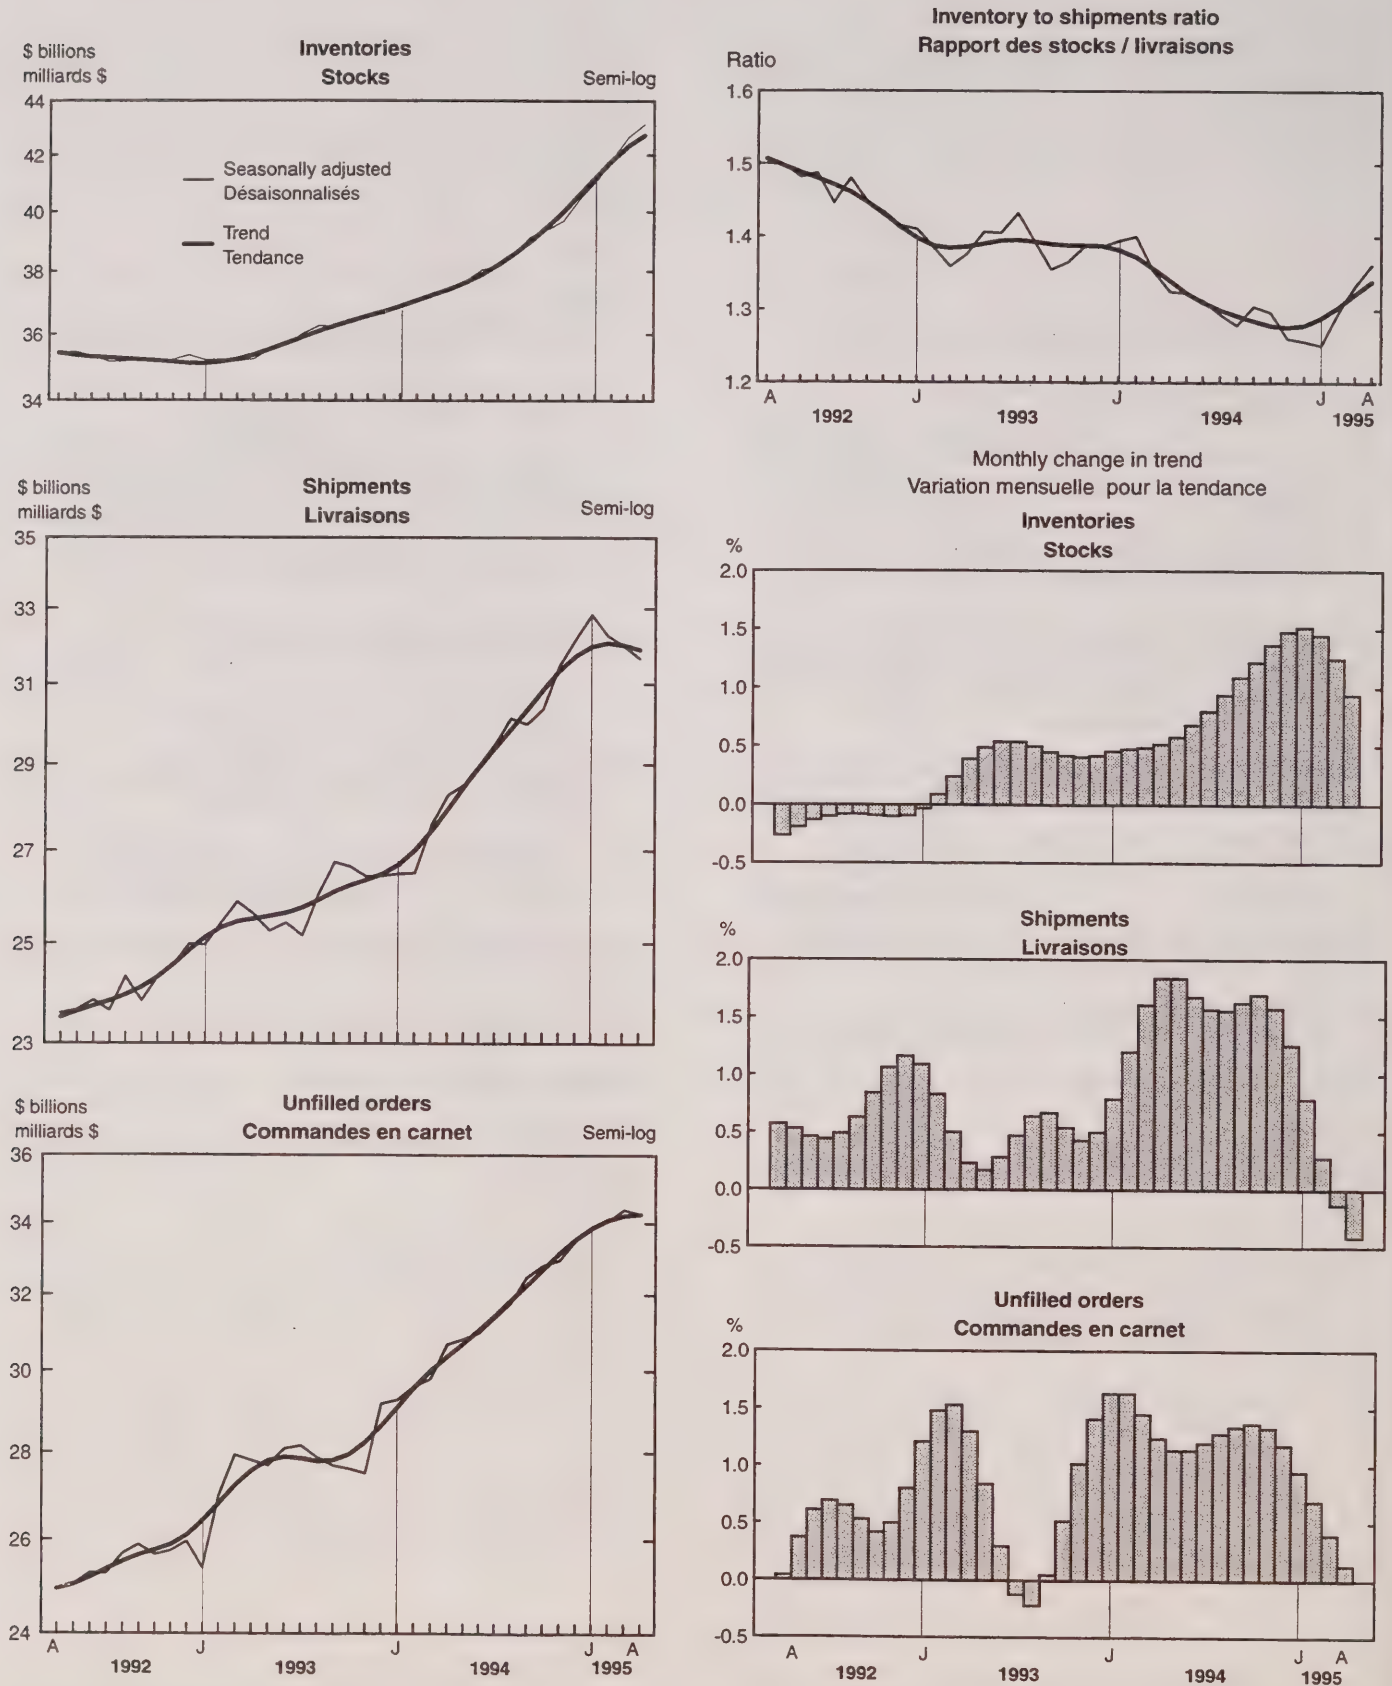 $ billions
milliards $
Inventories
Stocks
Semi-log
44
42
40
38
36
34
Seasonally adjusted
Désaisonnalisés
Trend
Tendance
Inventory to shipments ratio
Rapport des stocks / livraisons
Ratio
1.6
1.5
1.4
1.3
1.2
A J J J A
1992 1993 1994 1995
$ billions
milliards $
Shipments
Livraisons
Semi-log
35
33
31
29
27
25
23
Monthly change in trend
Variation mensuelle pour la tendance
Inventories
Stocks
%
2.0
1.5
1.0
0.5
0.0
-0.5
Shipments
Livraisons
%
2.0
1.5
1.0
0.5
0.0
-0.5
$ billions
milliards $
Unfilled orders
Commandes en carnet
Semi-log
36
34
32
30
28
26
24
A J J J A
1992 1993 1994 1995
Unfilled orders
Commandes en carnet
%
2.0
1.5
1.0
0.5
0.0
-0.5
A J J J A
1992 1993 1994 1995